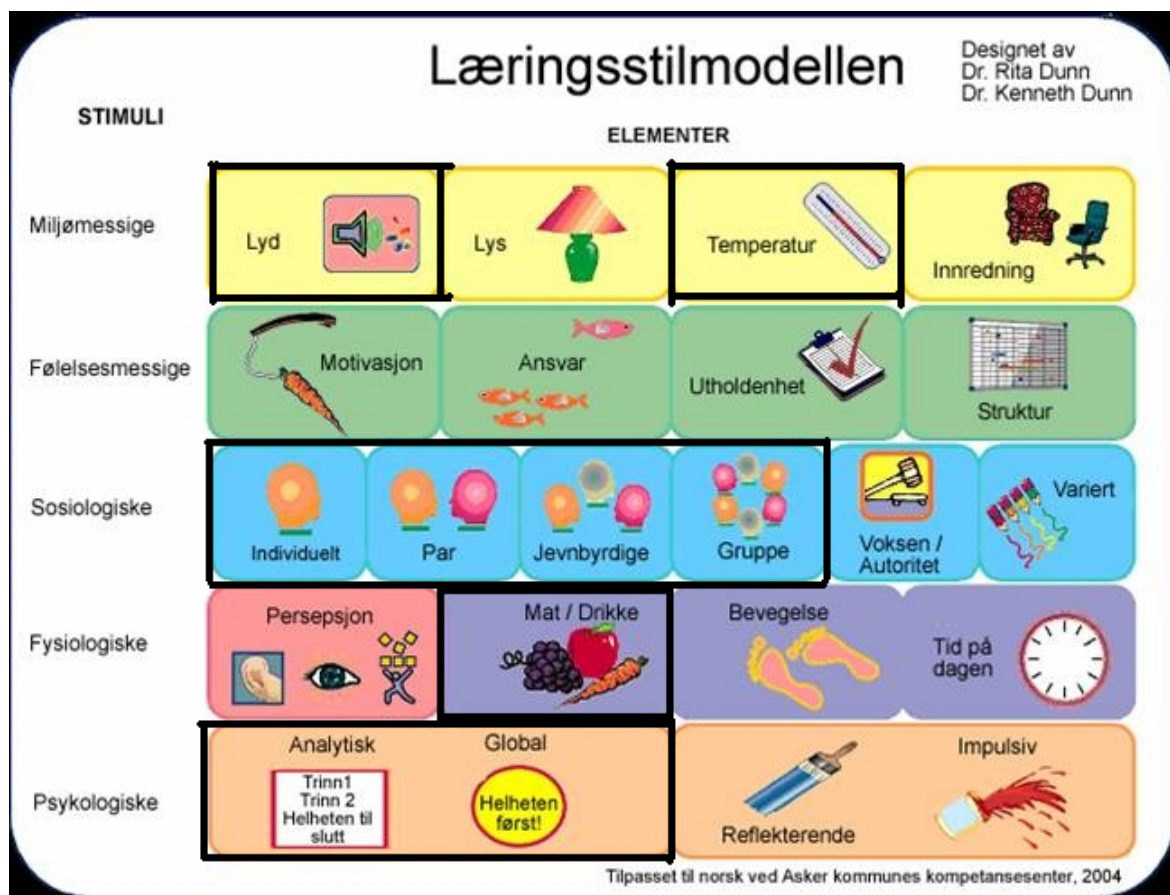 Læringsstilmodellen
Designet av
Dr. Rita Dunn
Dr. Kenneth Dunn
STIMULI
ELEMENTER
Miljømessige
Lyd
Lys
Temperatur
Innredning
Følelsesmessige
Motivasjon
Ansvar
Utholdenhet
Struktur
Sosiologiske
Individuelt
Par
Jevnbyrdige
Gruppe
Voksen /
Autoritet
Variert
Fysiologiske
Persepsjon
Mat / Drikke
Bevegelse
Tid på
dagen
Psykologiske
Analytisk
Trinn1
Trinn 2
Helheten til
slutt
Global
Helheten
først!
Reflekterende
Impulsiv
Tilpasset til norsk ved Asker kommunes kompetansesenter, 2004